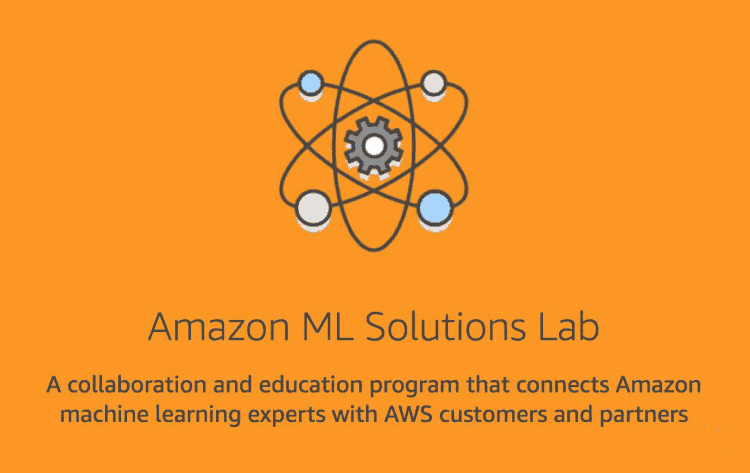 Amazon ML Solutions Lab
A collaboration and education program that connects Amazon
machine learning experts with AWS customers and partners